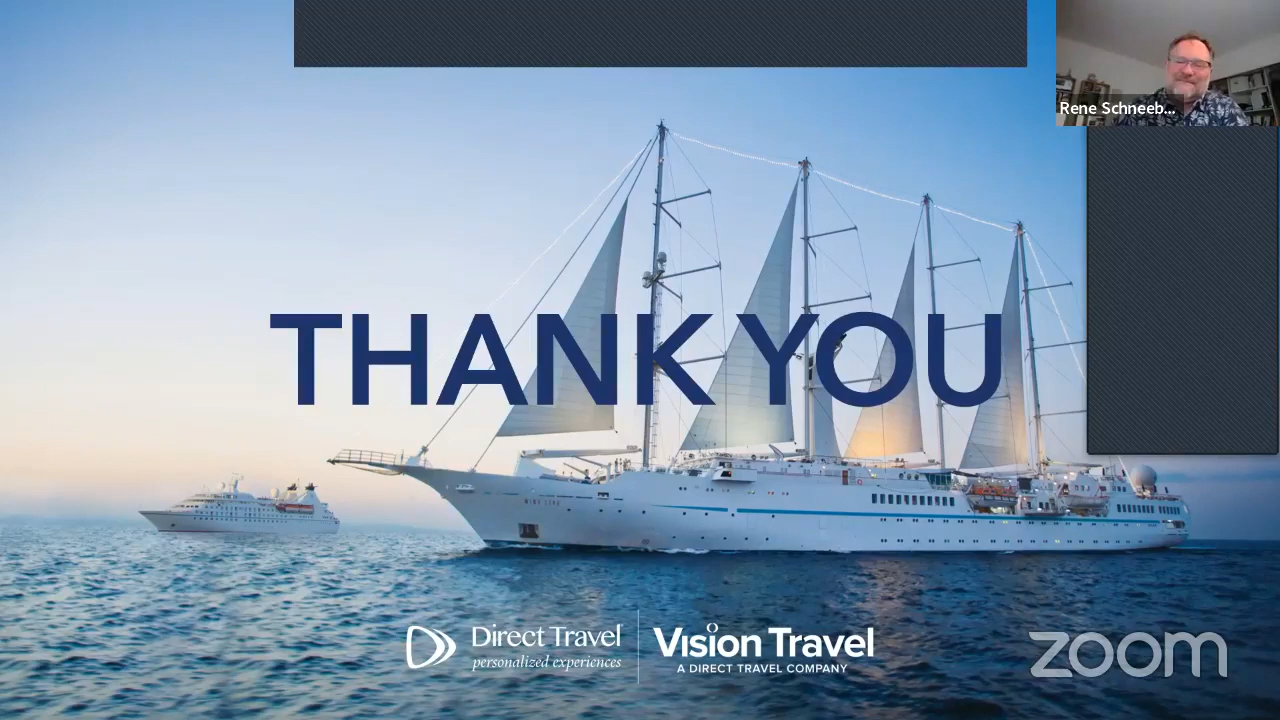 Rene Schneeb...
THANK YOU
Direct Travel
personalized experiences
Vision Travel
A DIRECT TRAVEL COMPANY
zoom